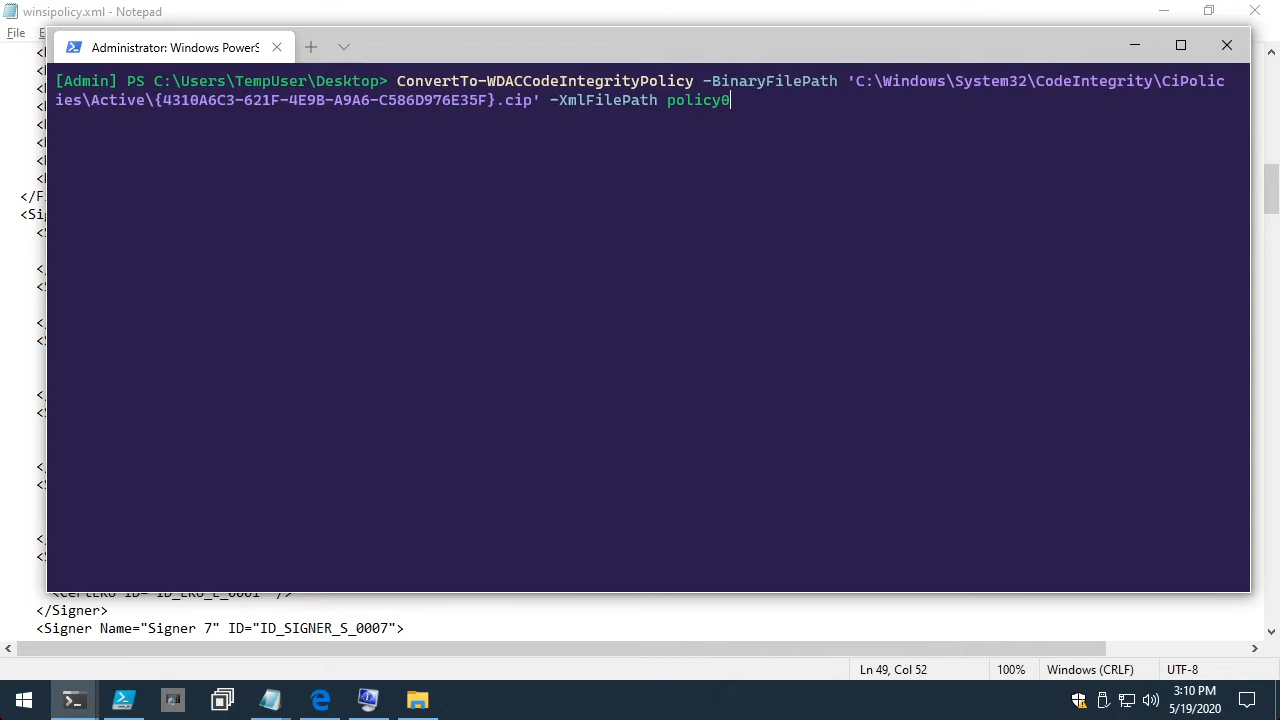 winsipolicy.xml - Notepad
File
Administrator: Windows PowerS
[Admin] PS C:\Users\TempUser\Desktop> ConvertTo-WDACCodeIntegrityPolicy -BinaryFilePath 'C:\Windows\System32\CodeIntegrity\CiPolic
ies\Active\{4310A6C3-621F-4E9B-A9A6-C586D976E35F}.cip' -XmlFilePath policy0
</Signer>
<Signer Name="Signer 7" ID="ID_SIGNER_S_0007">
Ln 49, Col 52
100%
Windows (CRLF)
UTF-8
3:10 PM
5/19/2020